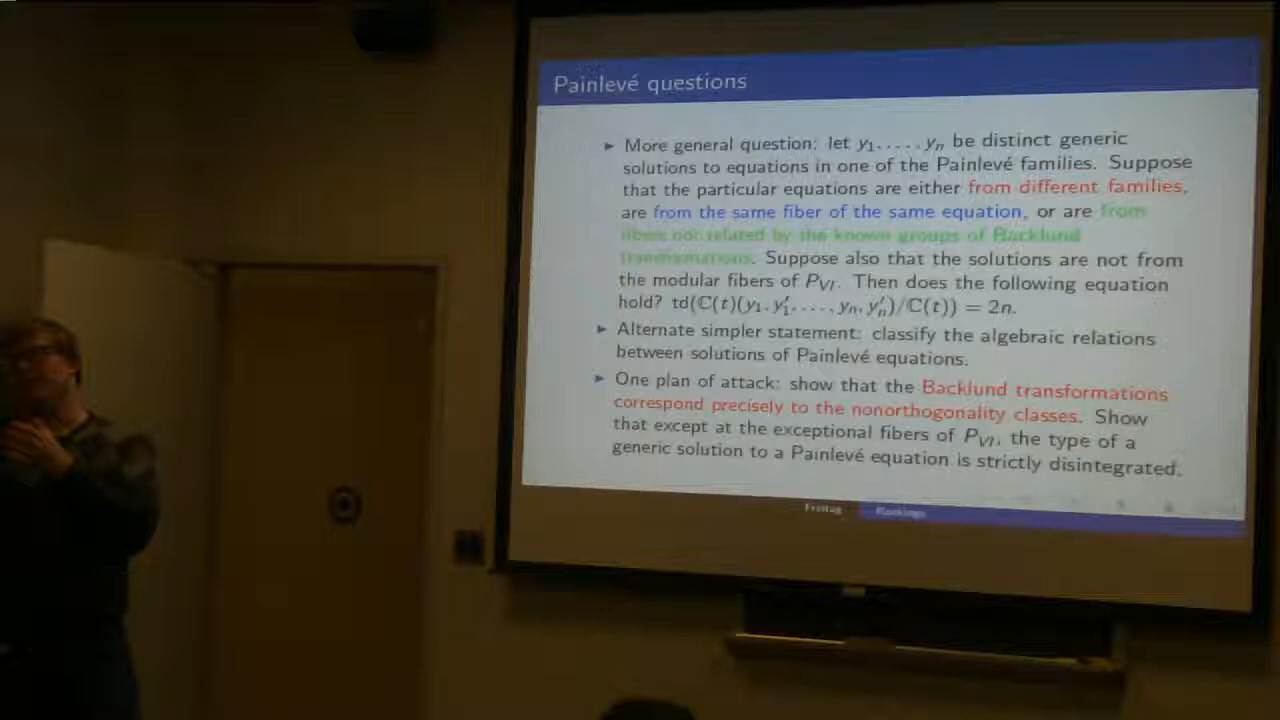 Painlevé questions
► More general question: let y₁, . . . , yₙ be distinct generic
solutions to equations in one of the Painlevé families. Suppose
that the particular equations are either from different families,
are from the same fiber of the same equation, or are from
fibers not related by the known groups of Backlund
transformations. Suppose also that the solutions are not from
the modular fibers of P_VI. Then does the following equation
hold? td(ℂ(t)(y₁, y₁′, . . . , yₙ, yₙ′)/ℂ(t)) = 2n.
► Alternate simpler statement: classify the algebraic relations
between solutions of Painlevé equations.
► One plan of attack: show that the Backlund transformations
correspond precisely to the nonorthogonality classes. Show
that except at the exceptional fibers of P_VI, the type of a
generic solution to a Painlevé equation is strictly disintegrated.
Freitag Rankings